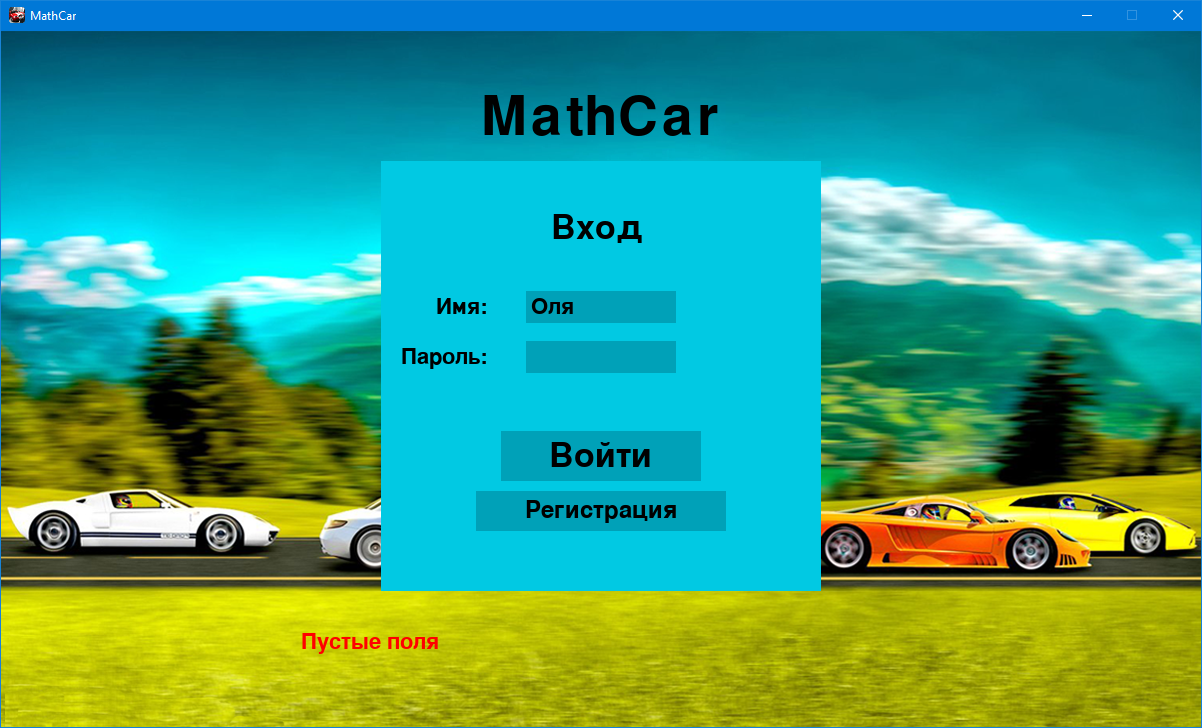 MathCar
MathCar
Вход
Имя: Оля
Пароль:
Войти
Регистрация
Пустые поля